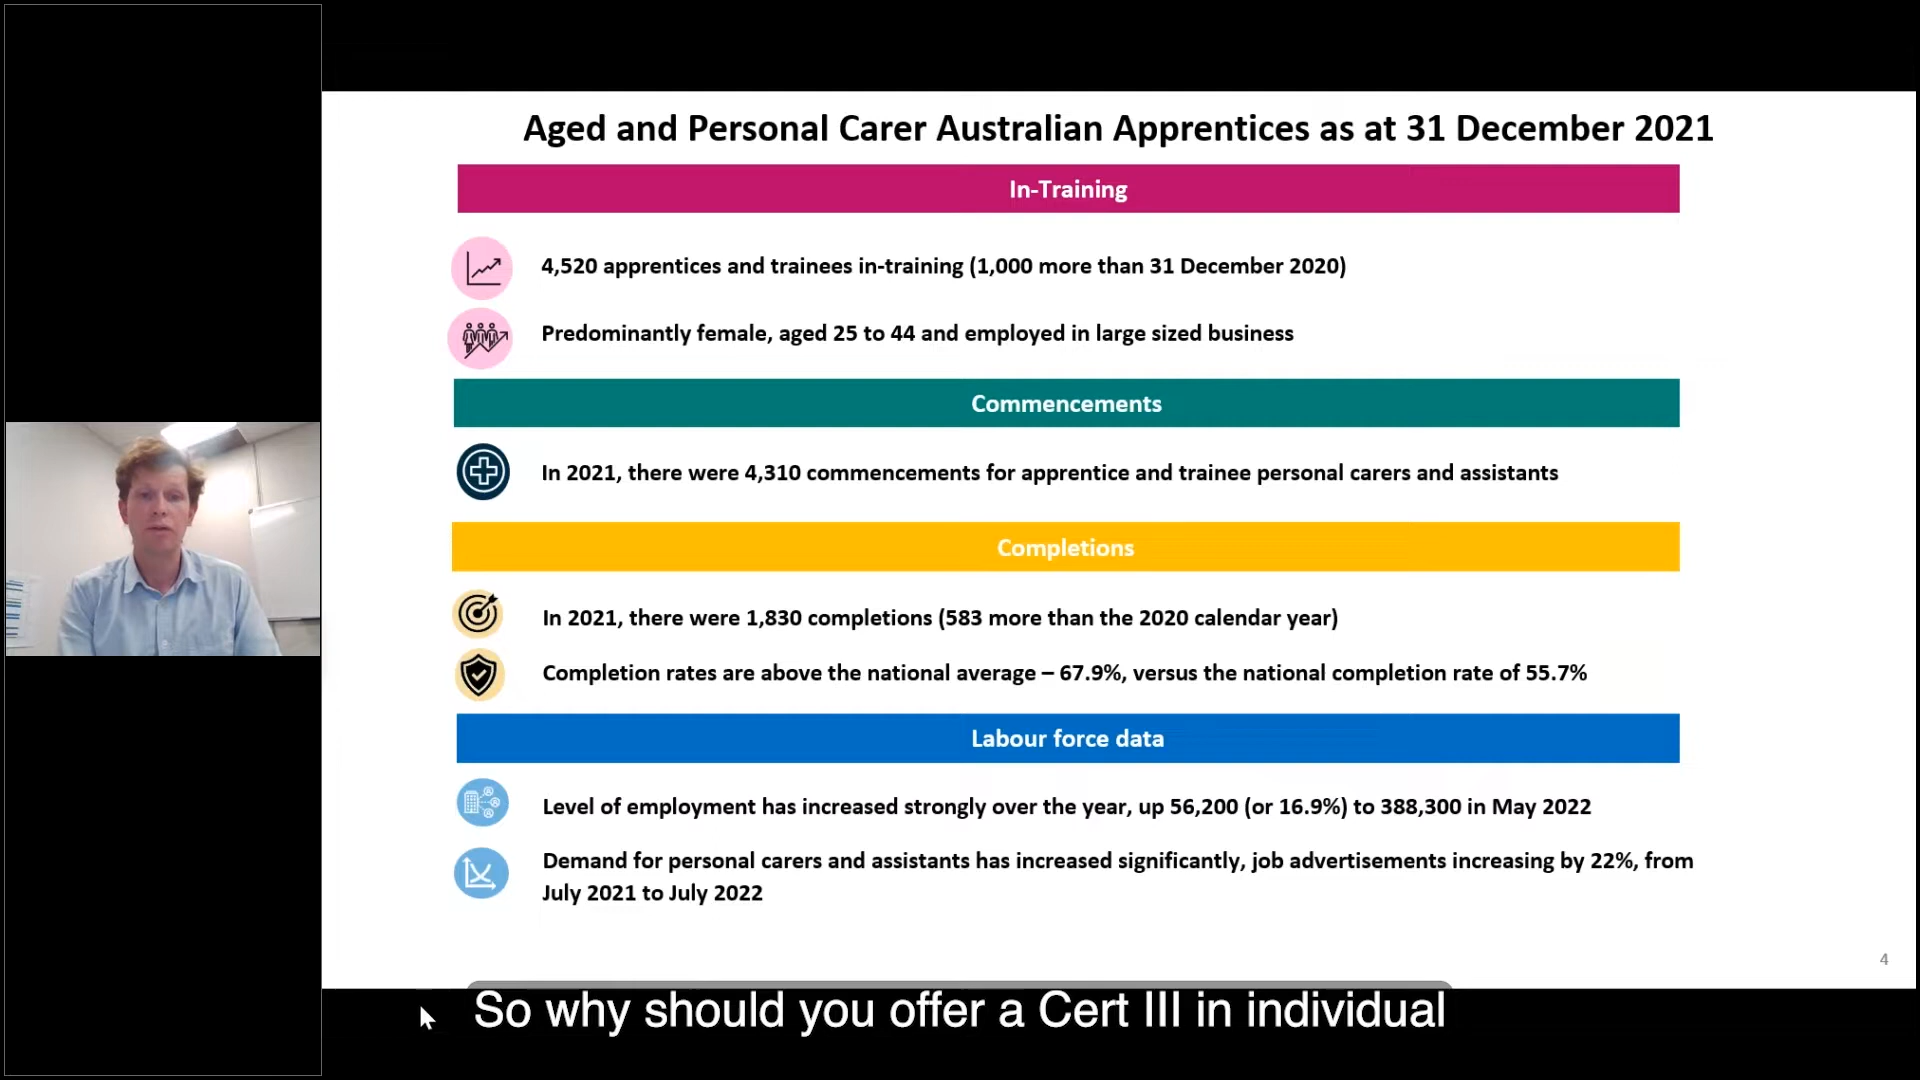 Aged and Personal Carer Australian Apprentices as at 31 December 2021
In-Training
4,520 apprentices and trainees in-training (1,000 more than 31 December 2020)
Predominantly female, aged 25 to 44 and employed in large sized business
Commencements
In 2021, there were 4,310 commencements for apprentice and trainee personal carers and assistants
Completions
In 2021, there were 1,830 completions (583 more than the 2020 calendar year)
Completion rates are above the national average – 67.9%, versus the national completion rate of 55.7%
Labour force data
Level of employment has increased strongly over the year, up 56,200 (or 16.9%) to 388,300 in May 2022
Demand for personal carers and assistants has increased significantly, job advertisements increasing by 22%, from
July 2021 to July 2022
4
So why should you offer a Cert III in individual